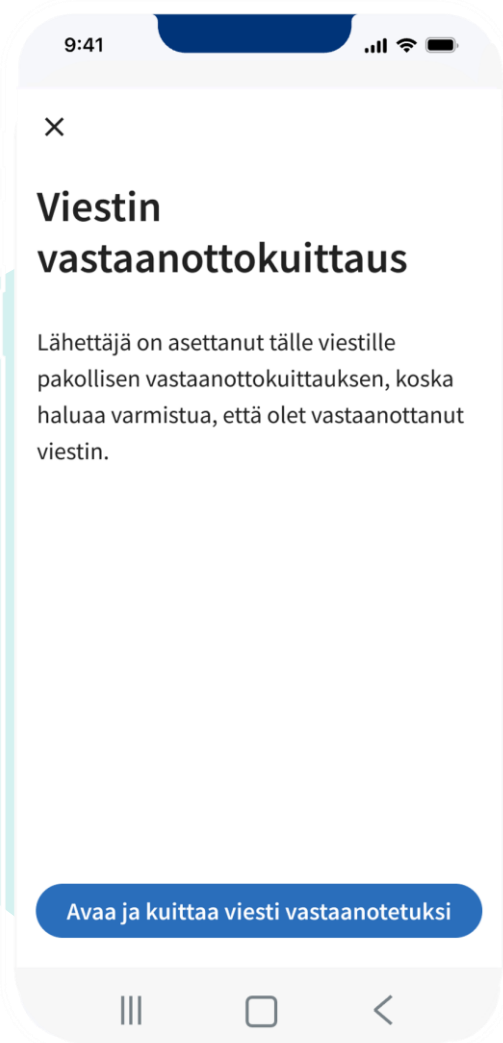 9:41
Viestin
vastaanottokuittaus
Lähettäjä on asettanut tälle viestille
pakollisen vastaanottokuittauksen, koska
haluaa varmistua, että olet vastaanottanut
viestin.
Avaa ja kuittaa viesti vastaanotetuksi